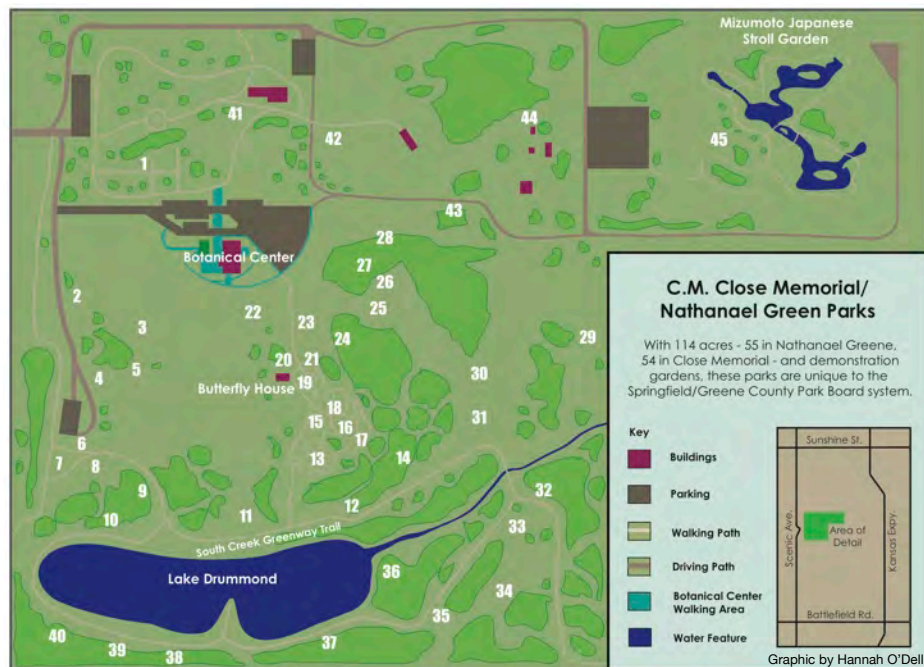 Mizumoto Japanese
Stroll Garden
41
42
44
1
45
43
28
Botanical Center
27
26
2
22
25
3
23
24
29
5
20
21
4
30
19
Butterfly House
18
31
15
16
17
6
7
8
13
14
9
32
10
11
12
33
South Creek Greenway Trail
Lake Drummond
36
34
35
40
39
38
37
C.M. Close Memorial/
Nathanael Green Parks
With 114 acres - 55 in Nathanael Greene,
54 in Close Memorial - and demonstration
gardens, these parks are unique to the
Springfield/Greene County Park Board system.
Key
Buildings
Parking
Walking Path
Driving Path
Botanical Center
Walking Area
Water Feature
Sunshine St.
Scenic Ave.
Area of
Detail
Kansas Expy.
Battlefield Rd.
Graphic by Hannah O'Dell